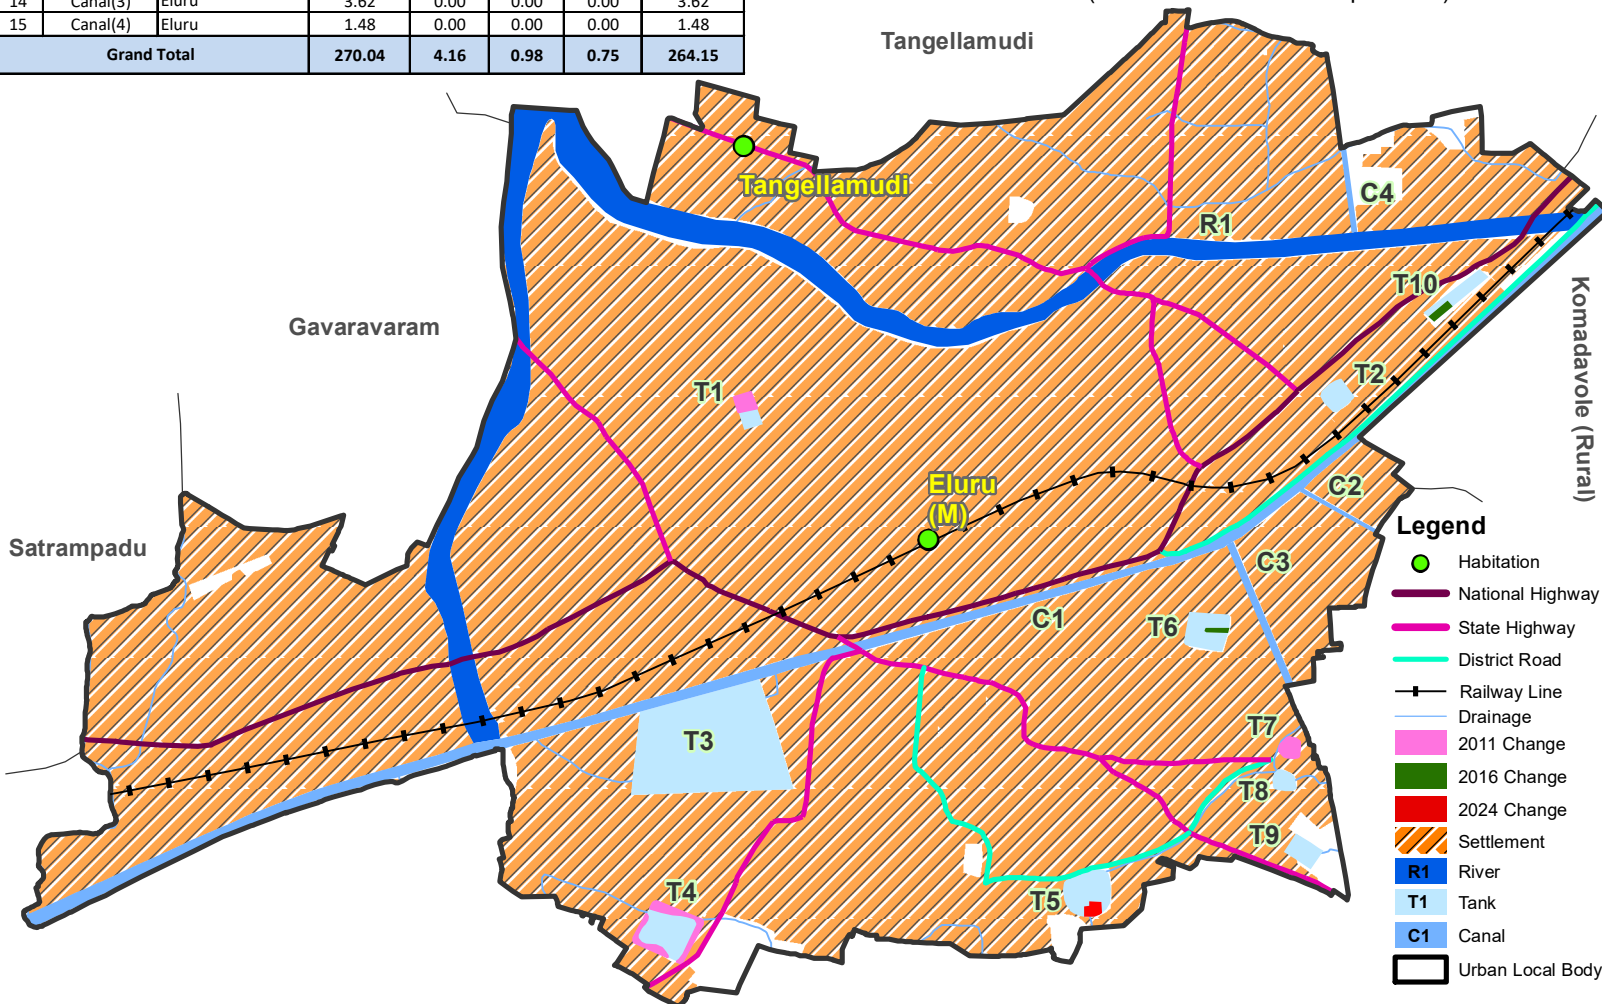 14 Canal(3) Eluru 3.62 0.00 0.00 0.00 3.62
15 Canal(4) Eluru 1.48 0.00 0.00 0.00 1.48
Grand Total 270.04 4.16 0.98 0.75 264.15
Tangellamudi
Tangellamudi
C4
R1
T10
Gavaravaram
Komadavole (Rural)
T1
T2
Eluru
(M)
C2
Satrampadu
C3
C1
T6
T3
T7
T8
T9
T4
T5
Legend
Habitation
National Highway
State Highway
District Road
Railway Line
Drainage
2011 Change
2016 Change
2024 Change
Settlement
R1 River
T1 Tank
C1 Canal
Urban Local Body